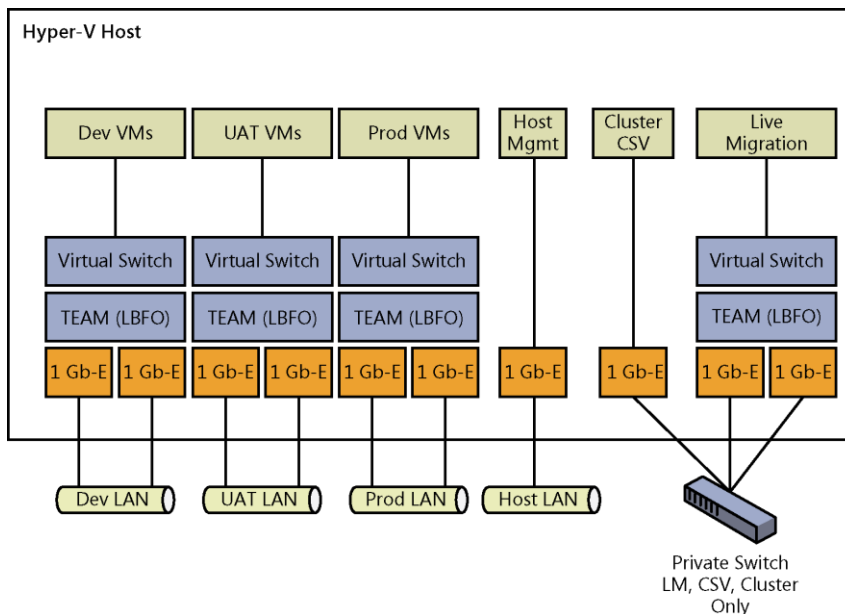 Hyper-V Host
Dev VMs
UAT VMs
Prod VMs
Host
Mgmt
Cluster
CSV
Live
Migration
Virtual Switch
Virtual Switch
Virtual Switch
Virtual Switch
TEAM (LBFO)
TEAM (LBFO)
TEAM (LBFO)
TEAM (LBFO)
1 Gb-E
1 Gb-E
1 Gb-E
1 Gb-E
1 Gb-E
1 Gb-E
1 Gb-E
1 Gb-E
1 Gb-E
1 Gb-E
Dev LAN
UAT LAN
Prod LAN
Host LAN
Private Switch
LM, CSV, Cluster
Only